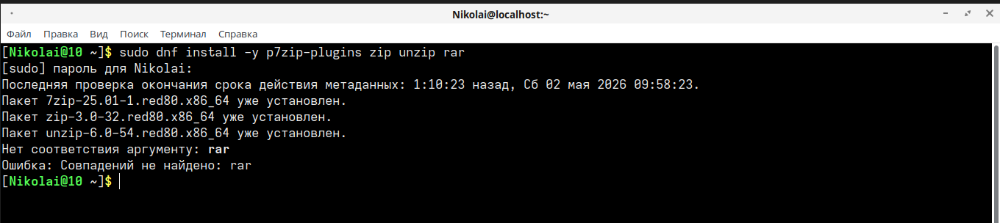 Nikolai@localhost:~
Файл Правка Вид Поиск Терминал Справка
[Nikolai@10 ~]$ sudo dnf install -y p7zip-plugins zip unzip rar
[sudo] пароль для Nikolai:
Последняя проверка окончания срока действия метаданных: 1:10:23 назад, Сб 02 мая 2026 09:58:23.
Пакет 7zip-25.01-1.red80.x86_64 уже установлен.
Пакет zip-3.0-32.red80.x86_64 уже установлен.
Пакет unzip-6.0-54.red80.x86_64 уже установлен.
Нет соответствия аргументу: rar
Ошибка: Совпадений не найдено: rar
[Nikolai@10 ~]$